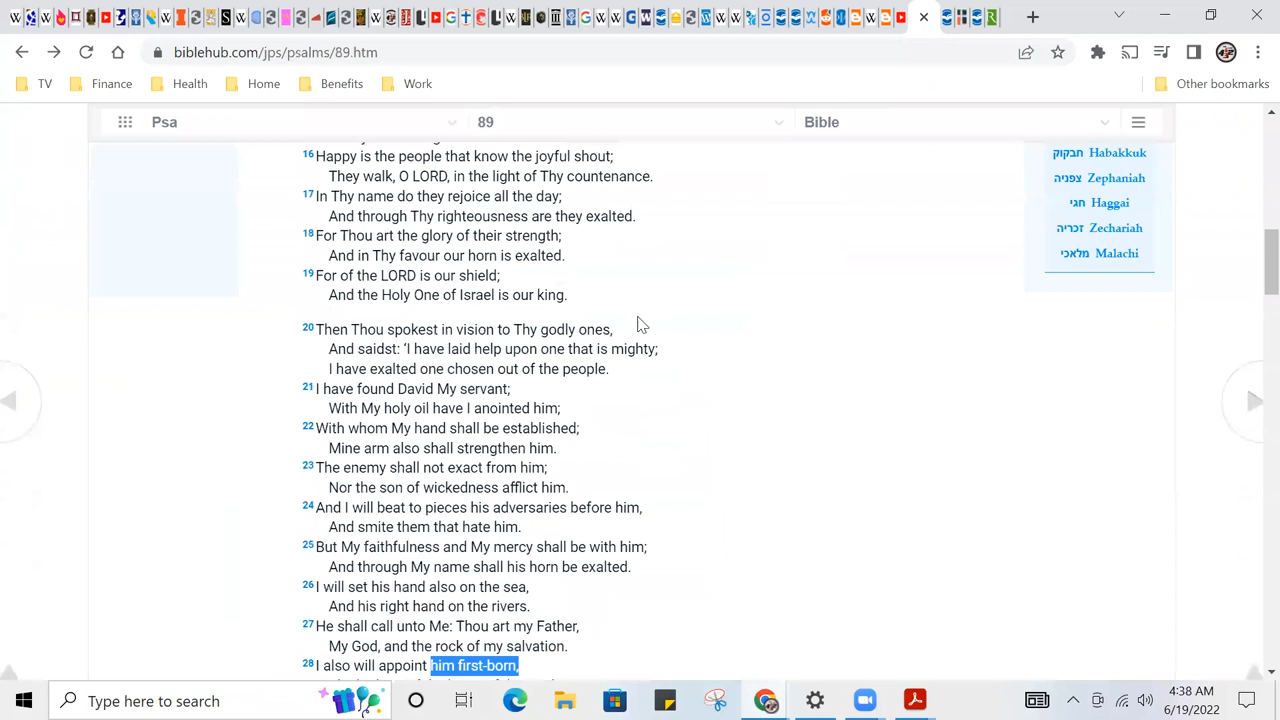 biblehub.com/jps/psalms/89.htm
TV
Finance
Health
Home
Benefits
Work
Other bookmarks
Psa
89
Bible
16 Happy is the people that know the joyful shout;
They walk, O LORD, in the light of Thy countenance.
17 In Thy name do they rejoice all the day;
And through Thy righteousness are they exalted.
18 For Thou art the glory of their strength;
And in Thy favour our horn is exalted.
19 For of the LORD is our shield;
And the Holy One of Israel is our king.
20 Then Thou spokest in vision to Thy godly ones,
And saidst: ‘I have laid help upon one that is mighty;
I have exalted one chosen out of the people.
21 I have found David My servant;
With My holy oil have I anointed him;
22 With whom My hand shall be established;
Mine arm also shall strengthen him.
23 The enemy shall not exact from him;
Nor the son of wickedness afflict him.
24 And I will beat to pieces his adversaries before him,
And smite them that hate him.
25 But My faithfulness and My mercy shall be with him;
And through My name shall his horn be exalted.
26 I will set his hand also on the sea,
And his right hand on the rivers.
27 He shall call unto Me: Thou art my Father,
My God, and the rock of my salvation.
28 I also will appoint him first-born,
חבקוק Habakkuk
צפניה Zephaniah
חגי Haggai
זכריה Zechariah
מלאכי Malachi
Type here to search
4:38 AM
6/19/2022